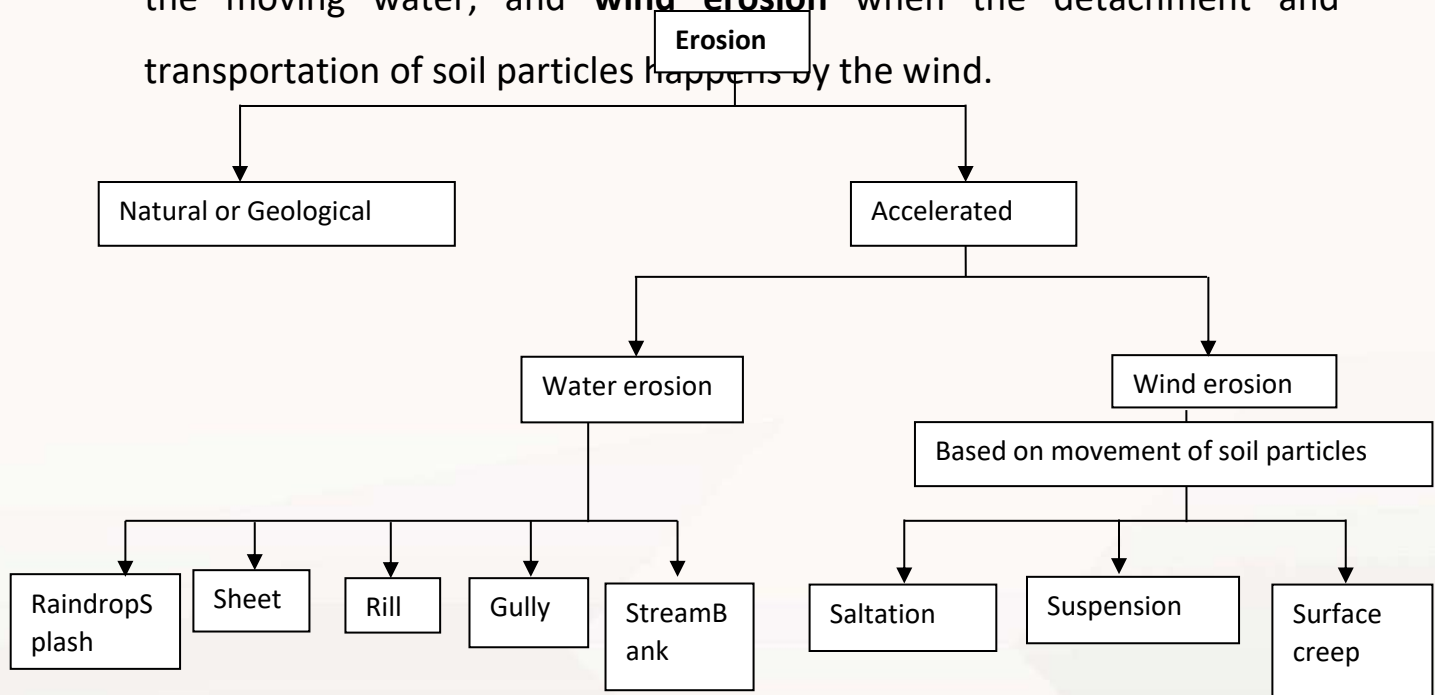 the moving water, and wind erosion when the detachment and
Erosion
transportation of soil particles happens by the wind.
Natural or Geological
Accelerated
Water erosion
Wind erosion
Based on movement of soil particles
RaindropS
plash
Sheet
Rill
Gully
StreamB
ank
Saltation
Suspension
Surface
creep